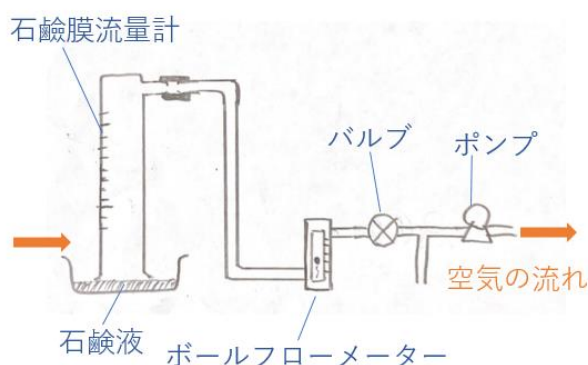 石鹼膜流量計
バルブ
ポンプ
空気の流れ
石鹸液
ボールフローメーター